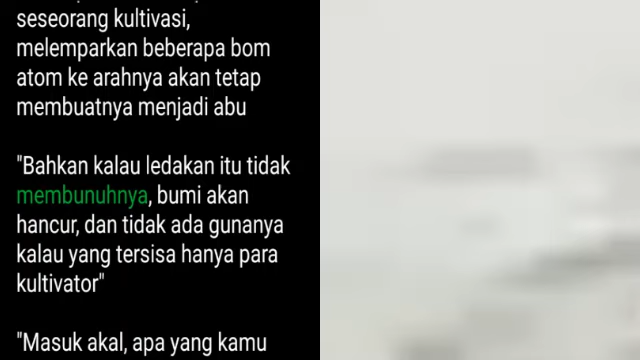 seseorang kultivasi,
melemparkan beberapa bom
atom ke arahnya akan tetap
membuatnya menjadi abu
"Bahkan kalau ledakan itu tidak
membunuhnya, bumi akan
hancur, dan tidak ada gunanya
kalau yang tersisa hanya para
kultivator"
"Masuk akal, apa yang kamu